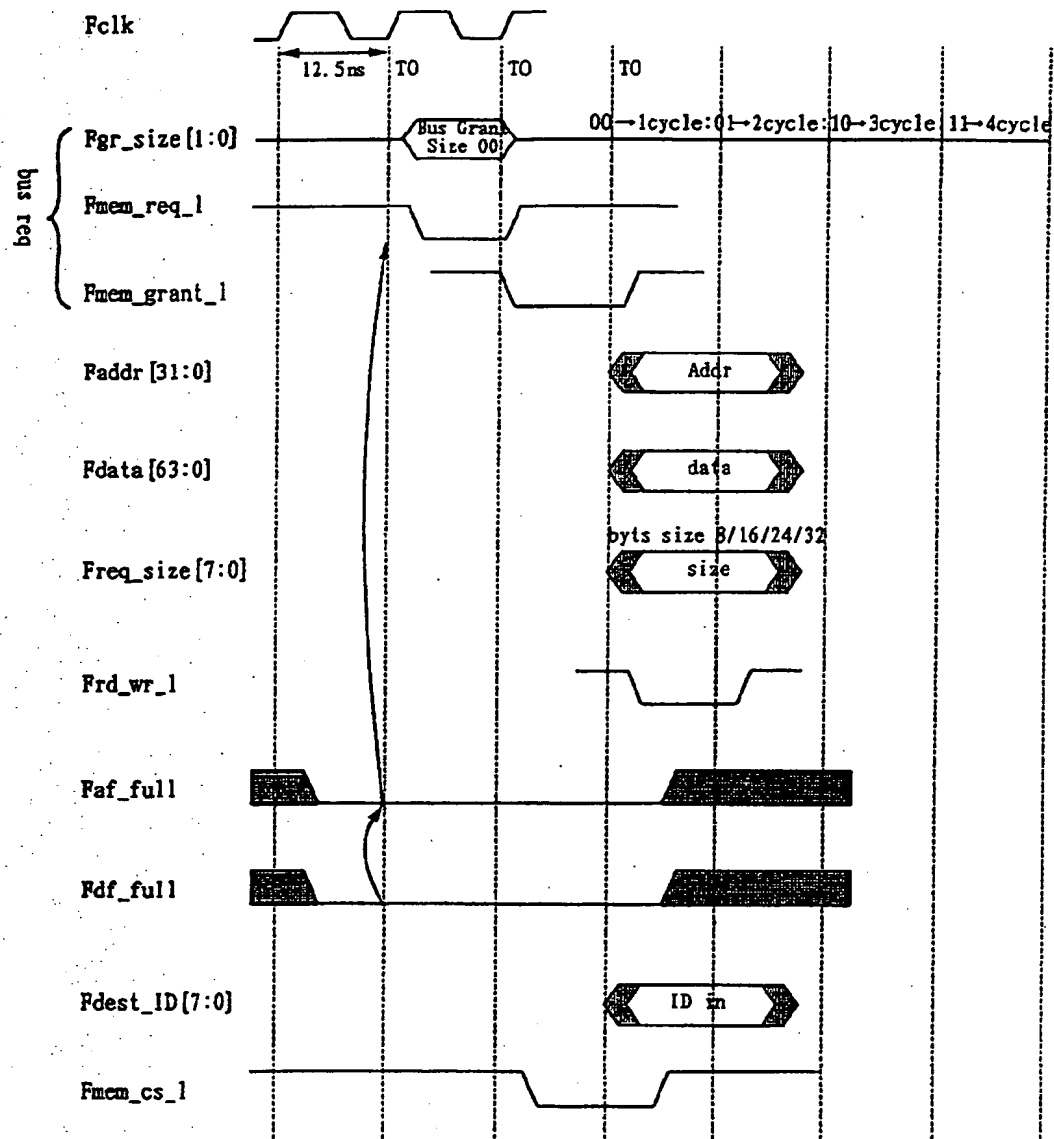 Fclk
12.5ns
T0
T0
T0
bus req
Fgr_size[1:0]
Bus Grant
Size 00
00→1cycle:01→2cycle:10→3cycle 11→4cycle
Fmem_req_l
Fmem_grant_l
Faddr[31:0]
Addr
Fdata[63:0]
data
byts size 8/16/24/32
Freq_size[7:0]
size
Frd_wr_l
Faf_full
Fdf_full
Fdest_ID[7:0]
ID in
Fmem_cs_l